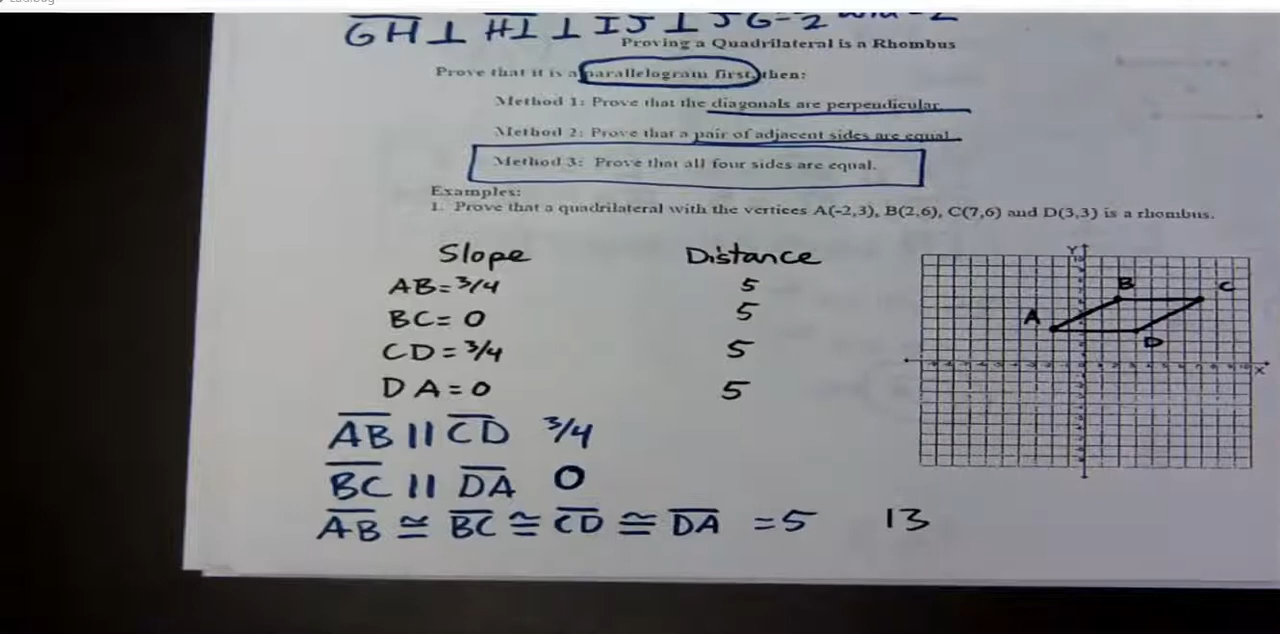 GH ⊥ HI ⊥ IJ ⊥ JG = 2
Proving a Quadrilateral is a Rhombus
Prove that it is a parallelogram first, then:
Method 1: Prove that the diagonals are perpendicular.
Method 2: Prove that a pair of adjacent sides are equal.
Method 3: Prove that all four sides are equal.
Examples:
1. Prove that a quadrilateral with the vertices A(-2,3), B(2,6), C(7,6) and D(3,3) is a rhombus.
Slope Distance
AB = 3/4 5
BC = 0 5
CD = 3/4 5
DA = 0 5
Y
B
C
A
D
X
AB || CD 3/4
BC || DA 0
AB ≅ BC ≅ CD ≅ DA = 5 13